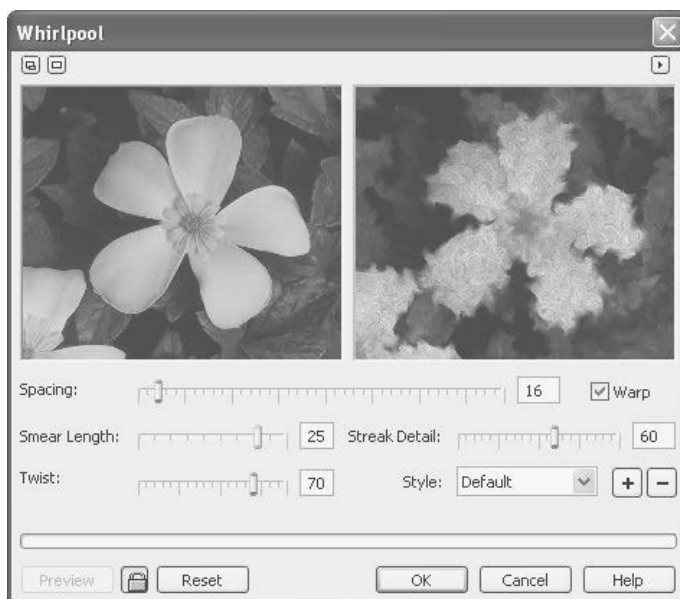 Whirlpool
Spacing: 16 Warp
Smear Length: 25 Streak Detail: 60
Twist: 70 Style: Default
Preview Reset OK Cancel Help